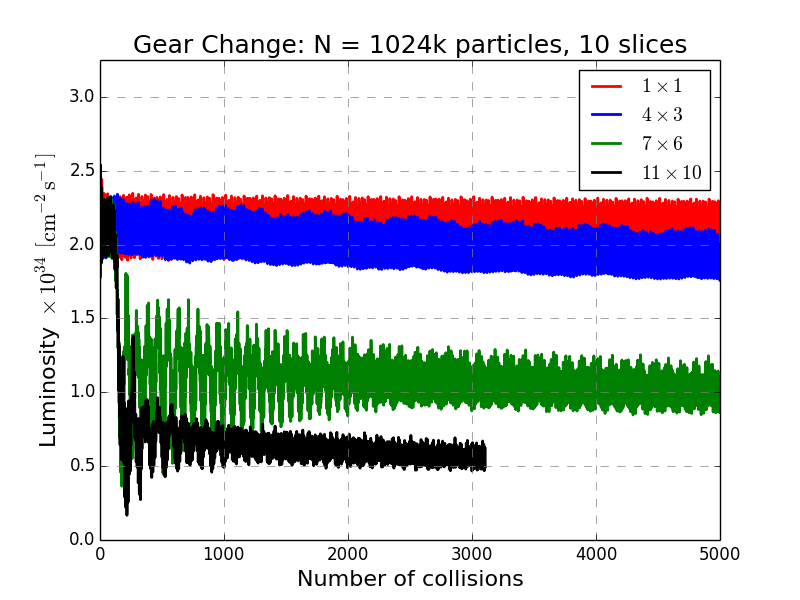 Gear Change: N = 1024k particles, 10 slices
3.0
2.5
2.0
1.5
1.0
0.5
0.0
Luminosity ×10³⁴ [cm⁻² s⁻¹]
1 × 1
4 × 3
7 × 6
11 × 10
0 1000 2000 3000 4000 5000
Number of collisions